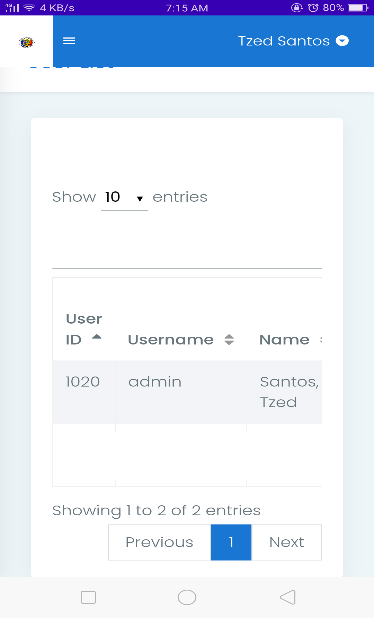 4 KB/s 7:15 AM 80%
Tzed Santos
Show 10 entries
User
ID Username Name
1020 admin Santos,
Tzed
Showing 1 to 2 of 2 entries
Previous 1 Next